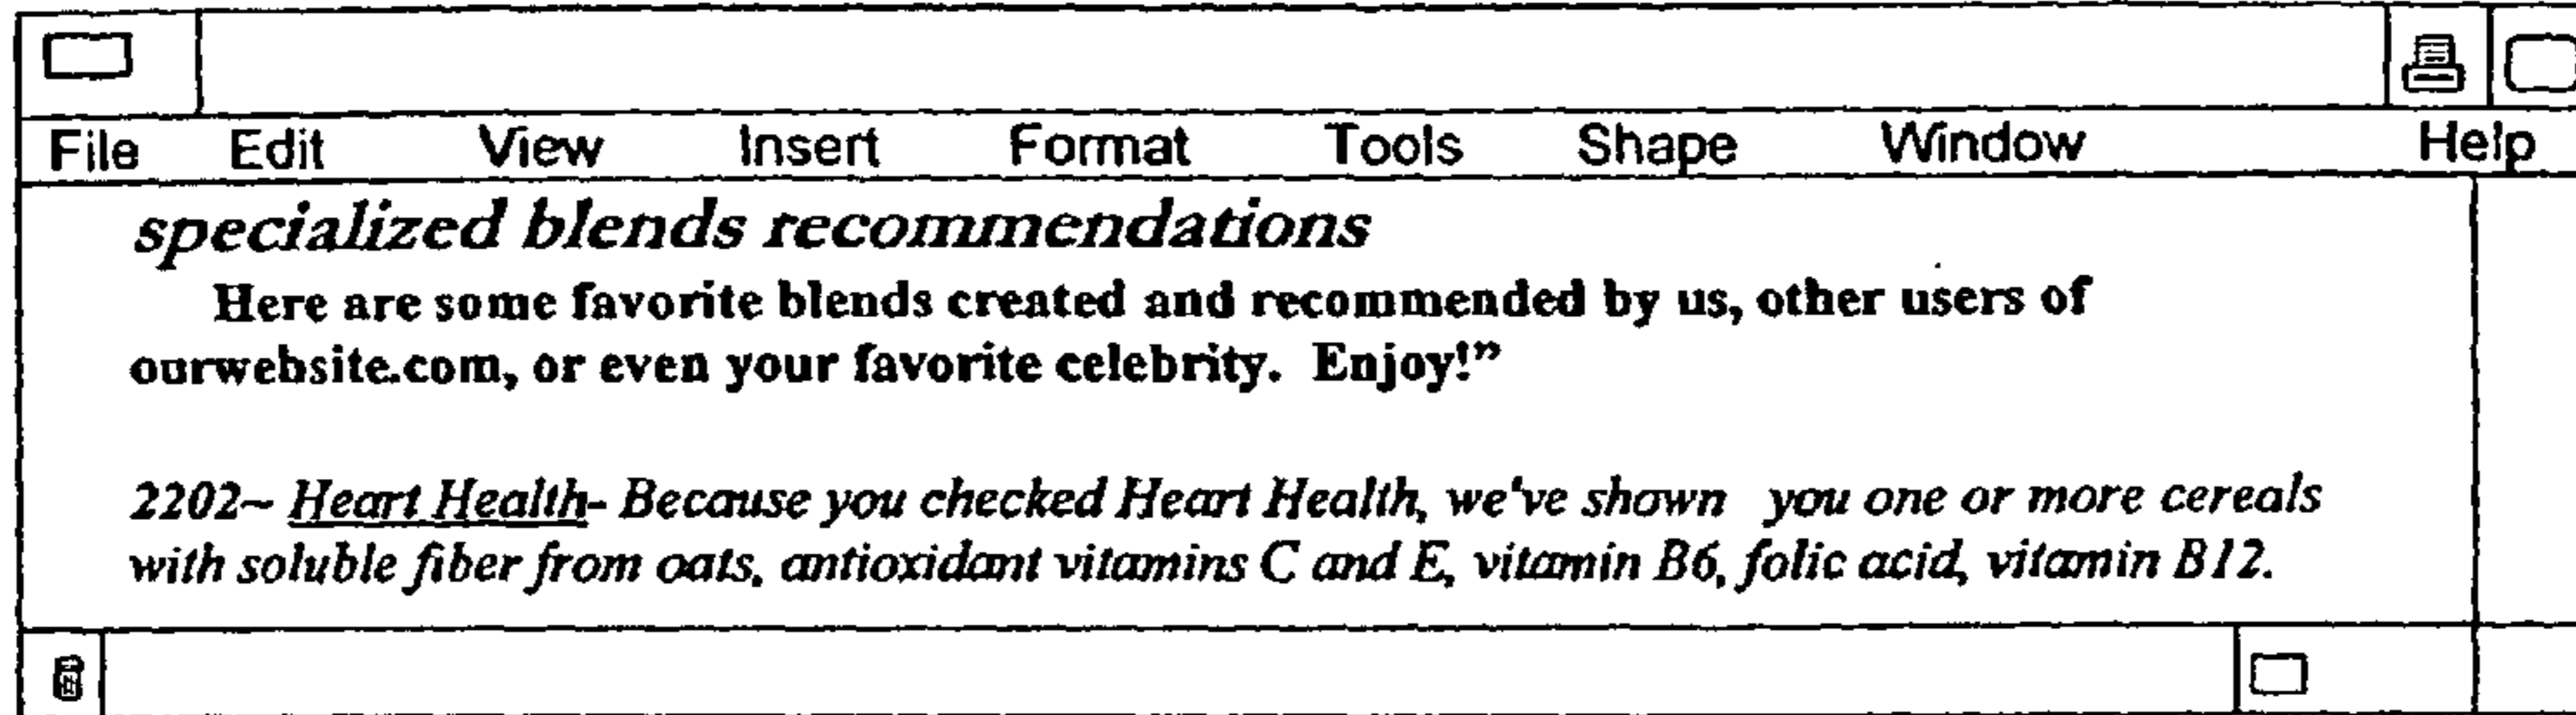 File Edit View Insert Format Tools Shape Window Help
specialized blends recommendations
Here are some favorite blends created and recommended by us, other users of
ourwebsite.com, or even your favorite celebrity. Enjoy!”
2202~ Heart Health- Because you checked Heart Health, we've shown you one or more cereals
with soluble fiber from oats, antioxidant vitamins C and E, vitamin B6, folic acid, vitamin B12.